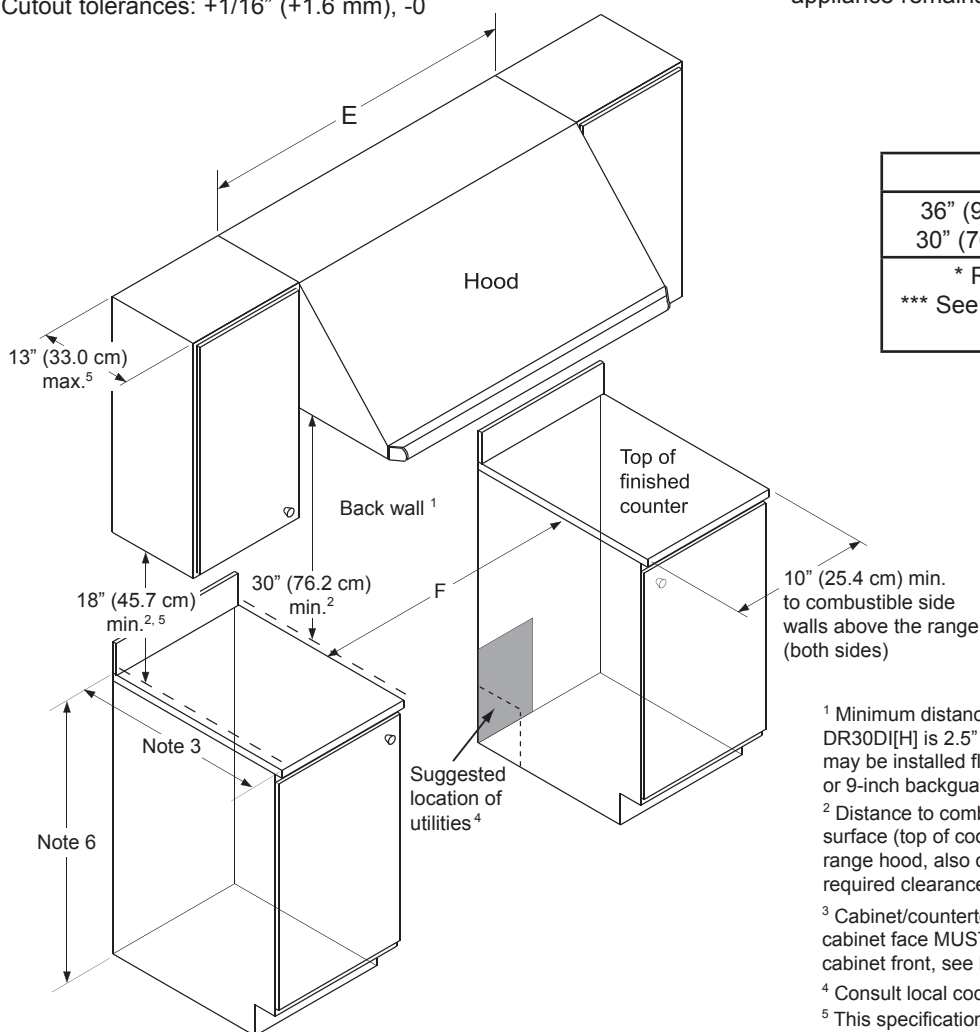 Cutout tolerances: +1/16” (+1.6 mm), -0
appliance remains
E
36” (9
30” (7
* R
*** See
Hood
13” (33.0 cm)
max.5
Top of
finished
counter
Back wall 1
18” (45.7 cm)
min.2, 5
30” (76.2 cm)
min.2
F
10” (25.4 cm) min.
to combustible side
walls above the range
(both sides)
Note 3
Suggested
location of
utilities 4
Note 6
1 Minimum distanc
DR30DI[H] is 2.5”
may be installed fl
or 9-inch backgua
2 Distance to comb
surface (top of coo
range hood, also c
required clearance
3 Cabinet/counterto
cabinet face MUST
cabinet front, see
4 Consult local cod
5 This specification